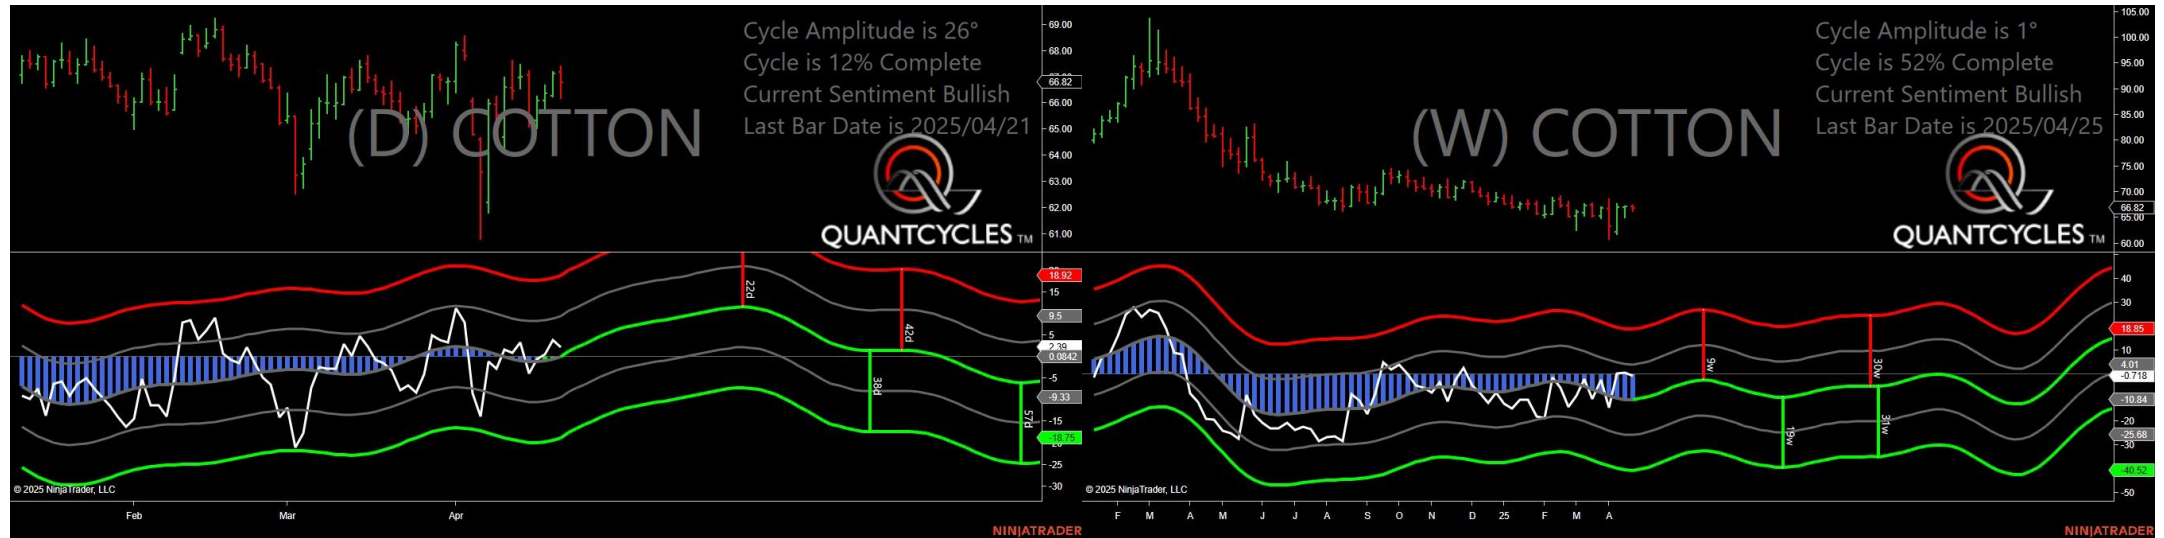 Cycle Amplitude is 26°
Cycle is 12% Complete
Current Sentiment Bullish
Last Bar Date is 2025/04/21
(D) COTTON
QUANTCYCLES TM
69.00
68.00
66.82
66.00
65.00
64.00
63.00
62.00
61.00
18.92
15
9.5
5
2.39
0.0842
-5
-9.33
-15
-18.75
-25
-30
22d
42d
38d
57d
© 2025 NinjaTrader, LLC
Feb Mar Apr
NINJATRADER
Cycle Amplitude is 1°
Cycle is 52% Complete
Current Sentiment Bullish
Last Bar Date is 2025/04/25
(W) COTTON
QUANTCYCLES TM
105.00
100.00
95.00
90.00
85.00
80.00
75.00
70.00
66.82
65.00
60.00
40
30
18.85
10
4.01
-0.718
-10.84
-20
-25.68
-30
-40.52
-50
9w
19w
30w
31w
© 2025 NinjaTrader, LLC
F M A M J J A S O N D 25 F M A
NINJATRADER